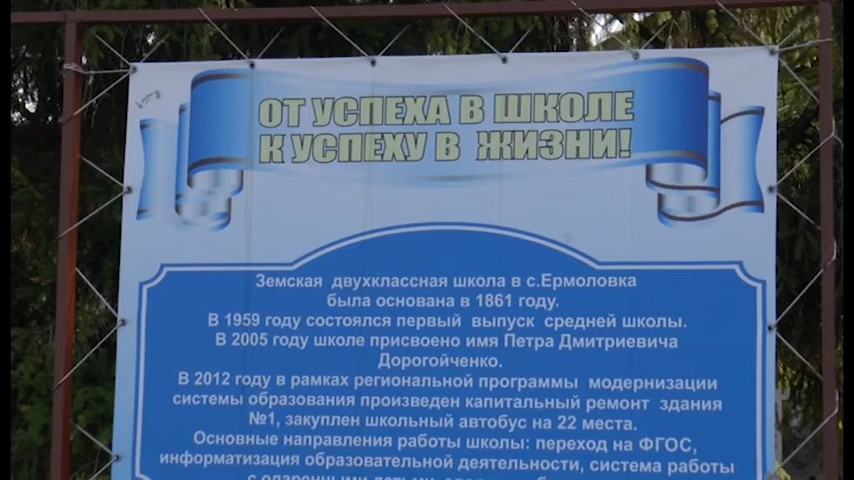 ОТ УСПЕХА В ШКОЛЕ
К УСПЕХУ В ЖИЗНИ!
Земская двухклассная школа в с.Ермоловка
была основана в 1861 году.
В 1959 году состоялся первый выпуск средней школы.
В 2005 году школе присвоено имя Петра Дмитриевича
Дорогойченко.
В 2012 году в рамках региональной программы модернизации
системы образования произведен капитальный ремонт здания
№1, закуплен школьный автобус на 22 места.
Основные направления работы школы: переход на ФГОС,
информатизация образовательной деятельности, система работы
с одаренными детьми,